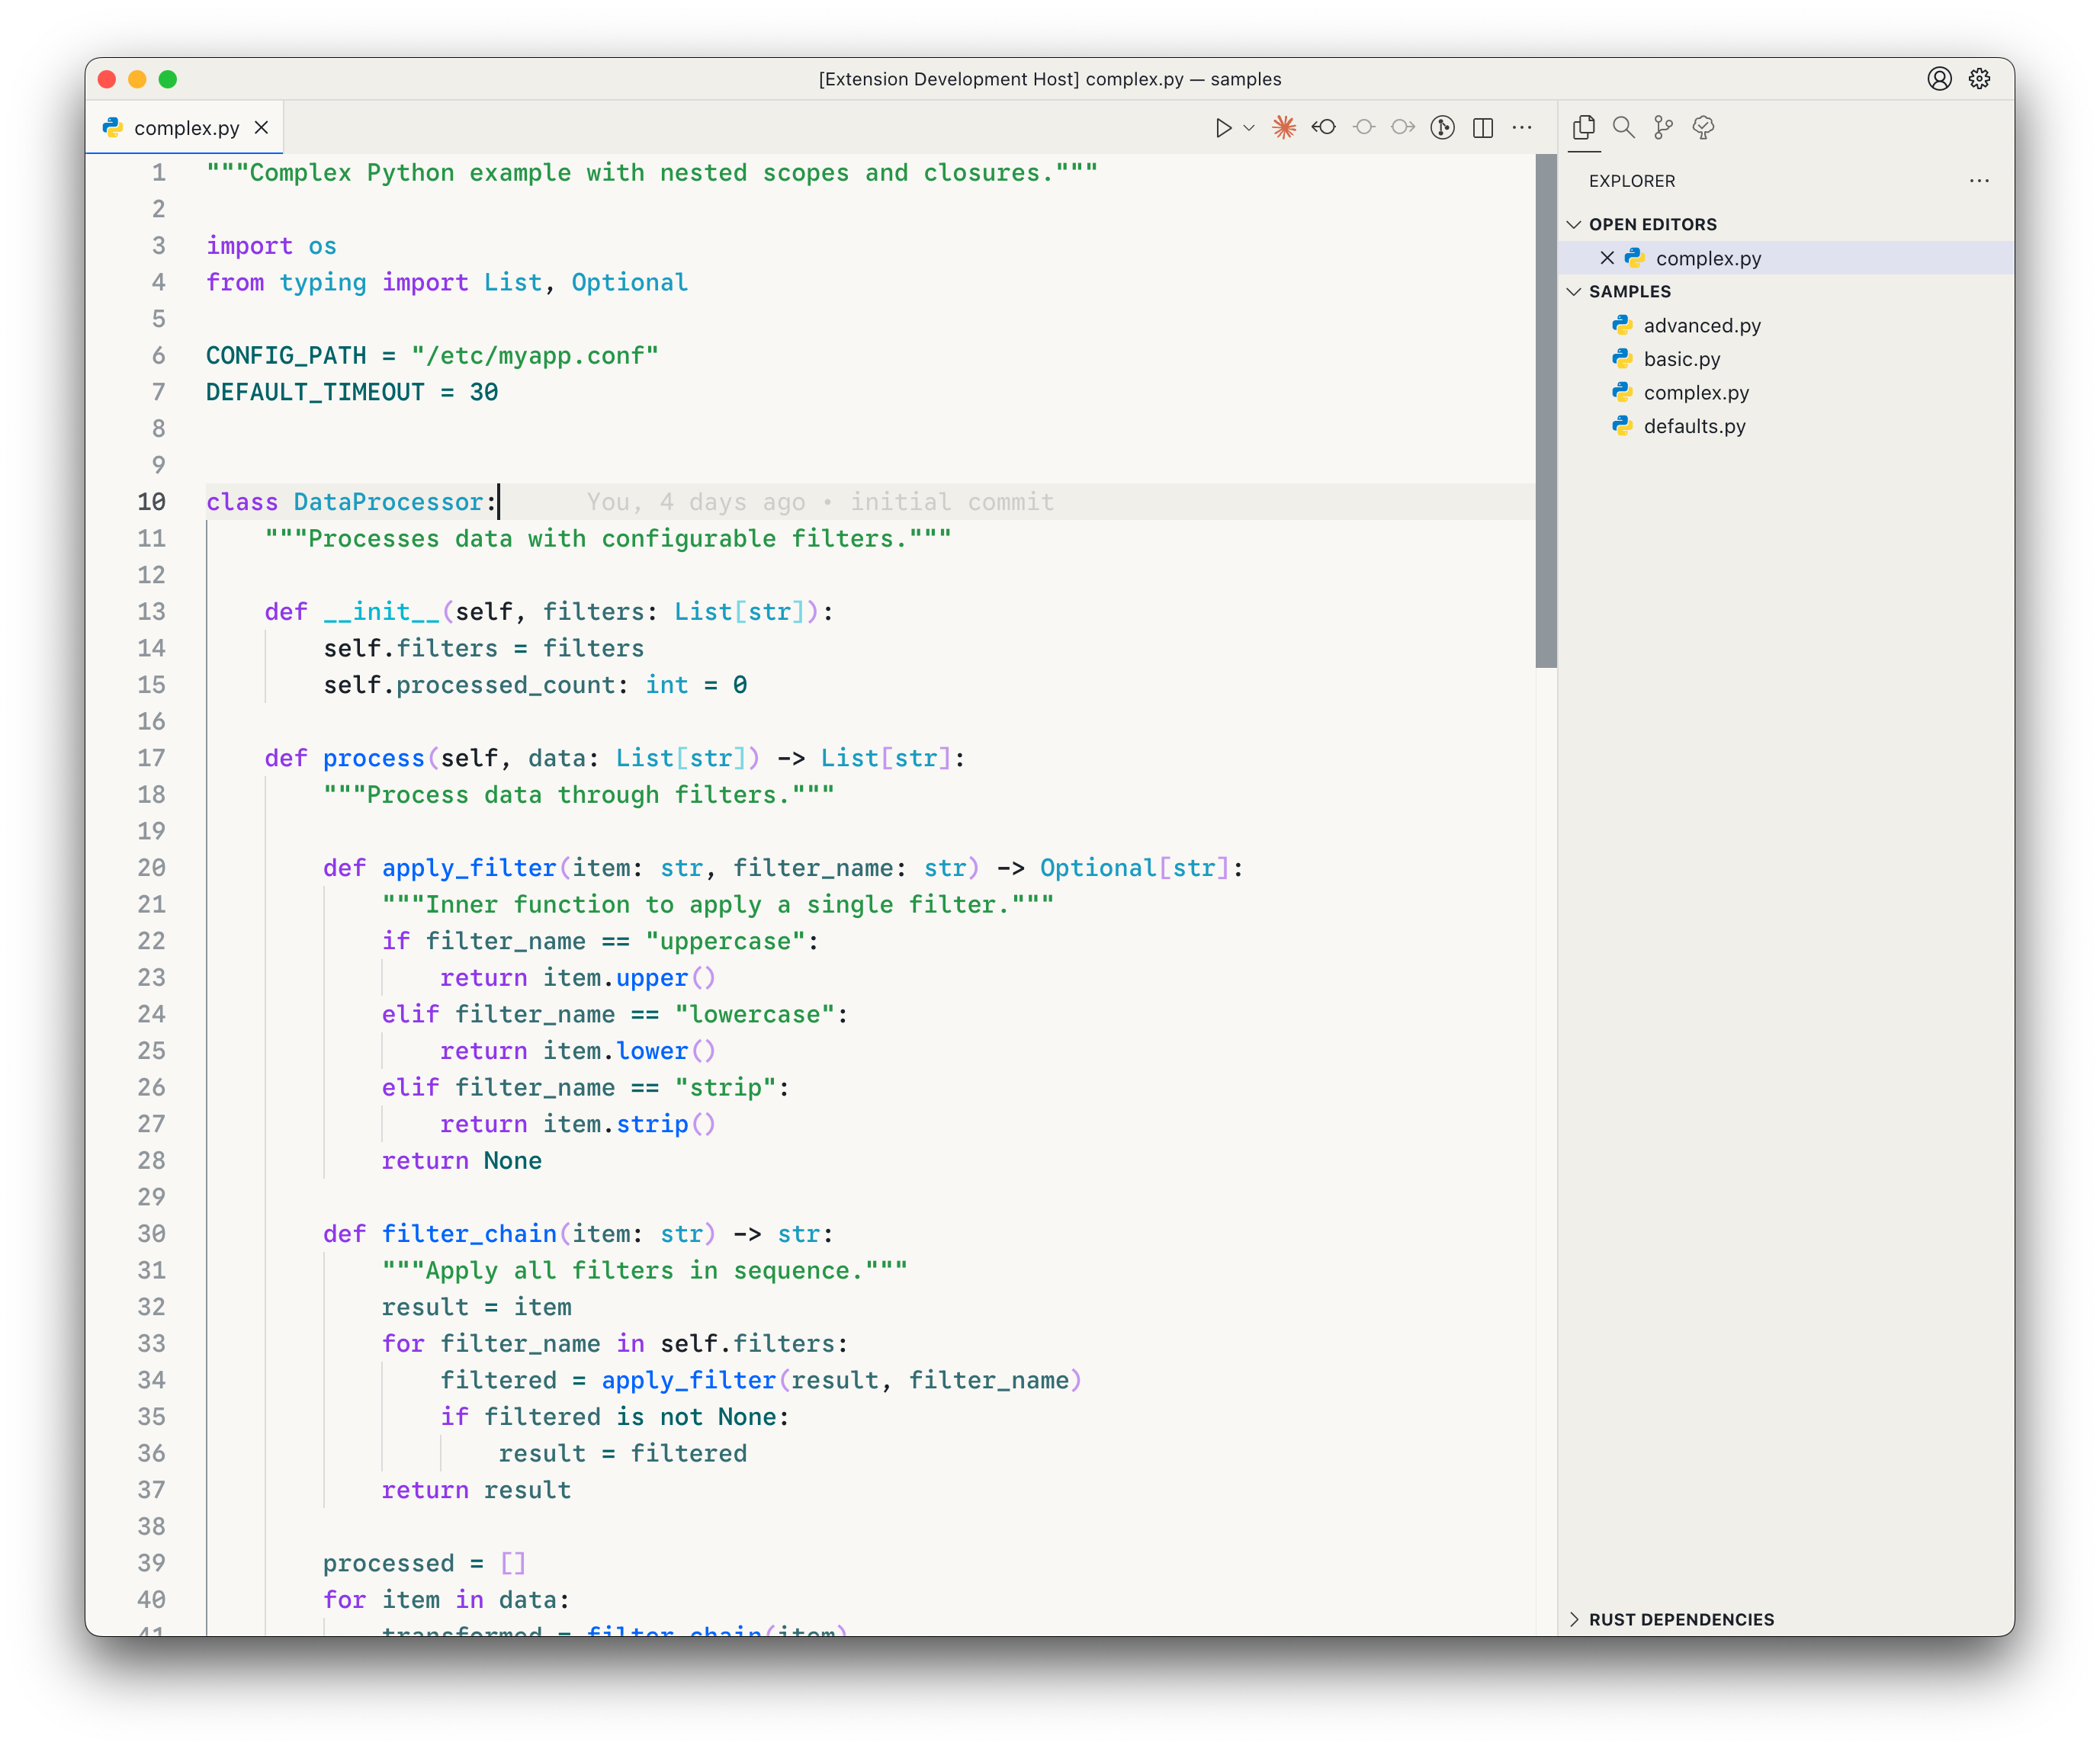 [Extension Development Host] complex.py — samples
complex.py
1 """Complex Python example with nested scopes and closures."""
2
3 import os
4 from typing import List, Optional
5
6 CONFIG_PATH = "/etc/myapp.conf"
7 DEFAULT_TIMEOUT = 30
8
9
10 class DataProcessor: You, 4 days ago • initial commit
11     """Processes data with configurable filters."""
12
13     def __init__(self, filters: List[str]):
14         self.filters = filters
15         self.processed_count: int = 0
16
17     def process(self, data: List[str]) -> List[str]:
18         """Process data through filters."""
19
20         def apply_filter(item: str, filter_name: str) -> Optional[str]:
21             """Inner function to apply a single filter."""
22             if filter_name == "uppercase":
23                 return item.upper()
24             elif filter_name == "lowercase":
25                 return item.lower()
26             elif filter_name == "strip":
27                 return item.strip()
28             return None
29
30         def filter_chain(item: str) -> str:
31             """Apply all filters in sequence."""
32             result = item
33             for filter_name in self.filters:
34                 filtered = apply_filter(result, filter_name)
35                 if filtered is not None:
36                     result = filtered
37             return result
38
39         processed = []
40         for item in data:
41             transformed = filter_chain(item)
EXPLORER
OPEN EDITORS
complex.py
SAMPLES
advanced.py
basic.py
complex.py
defaults.py
RUST DEPENDENCIES